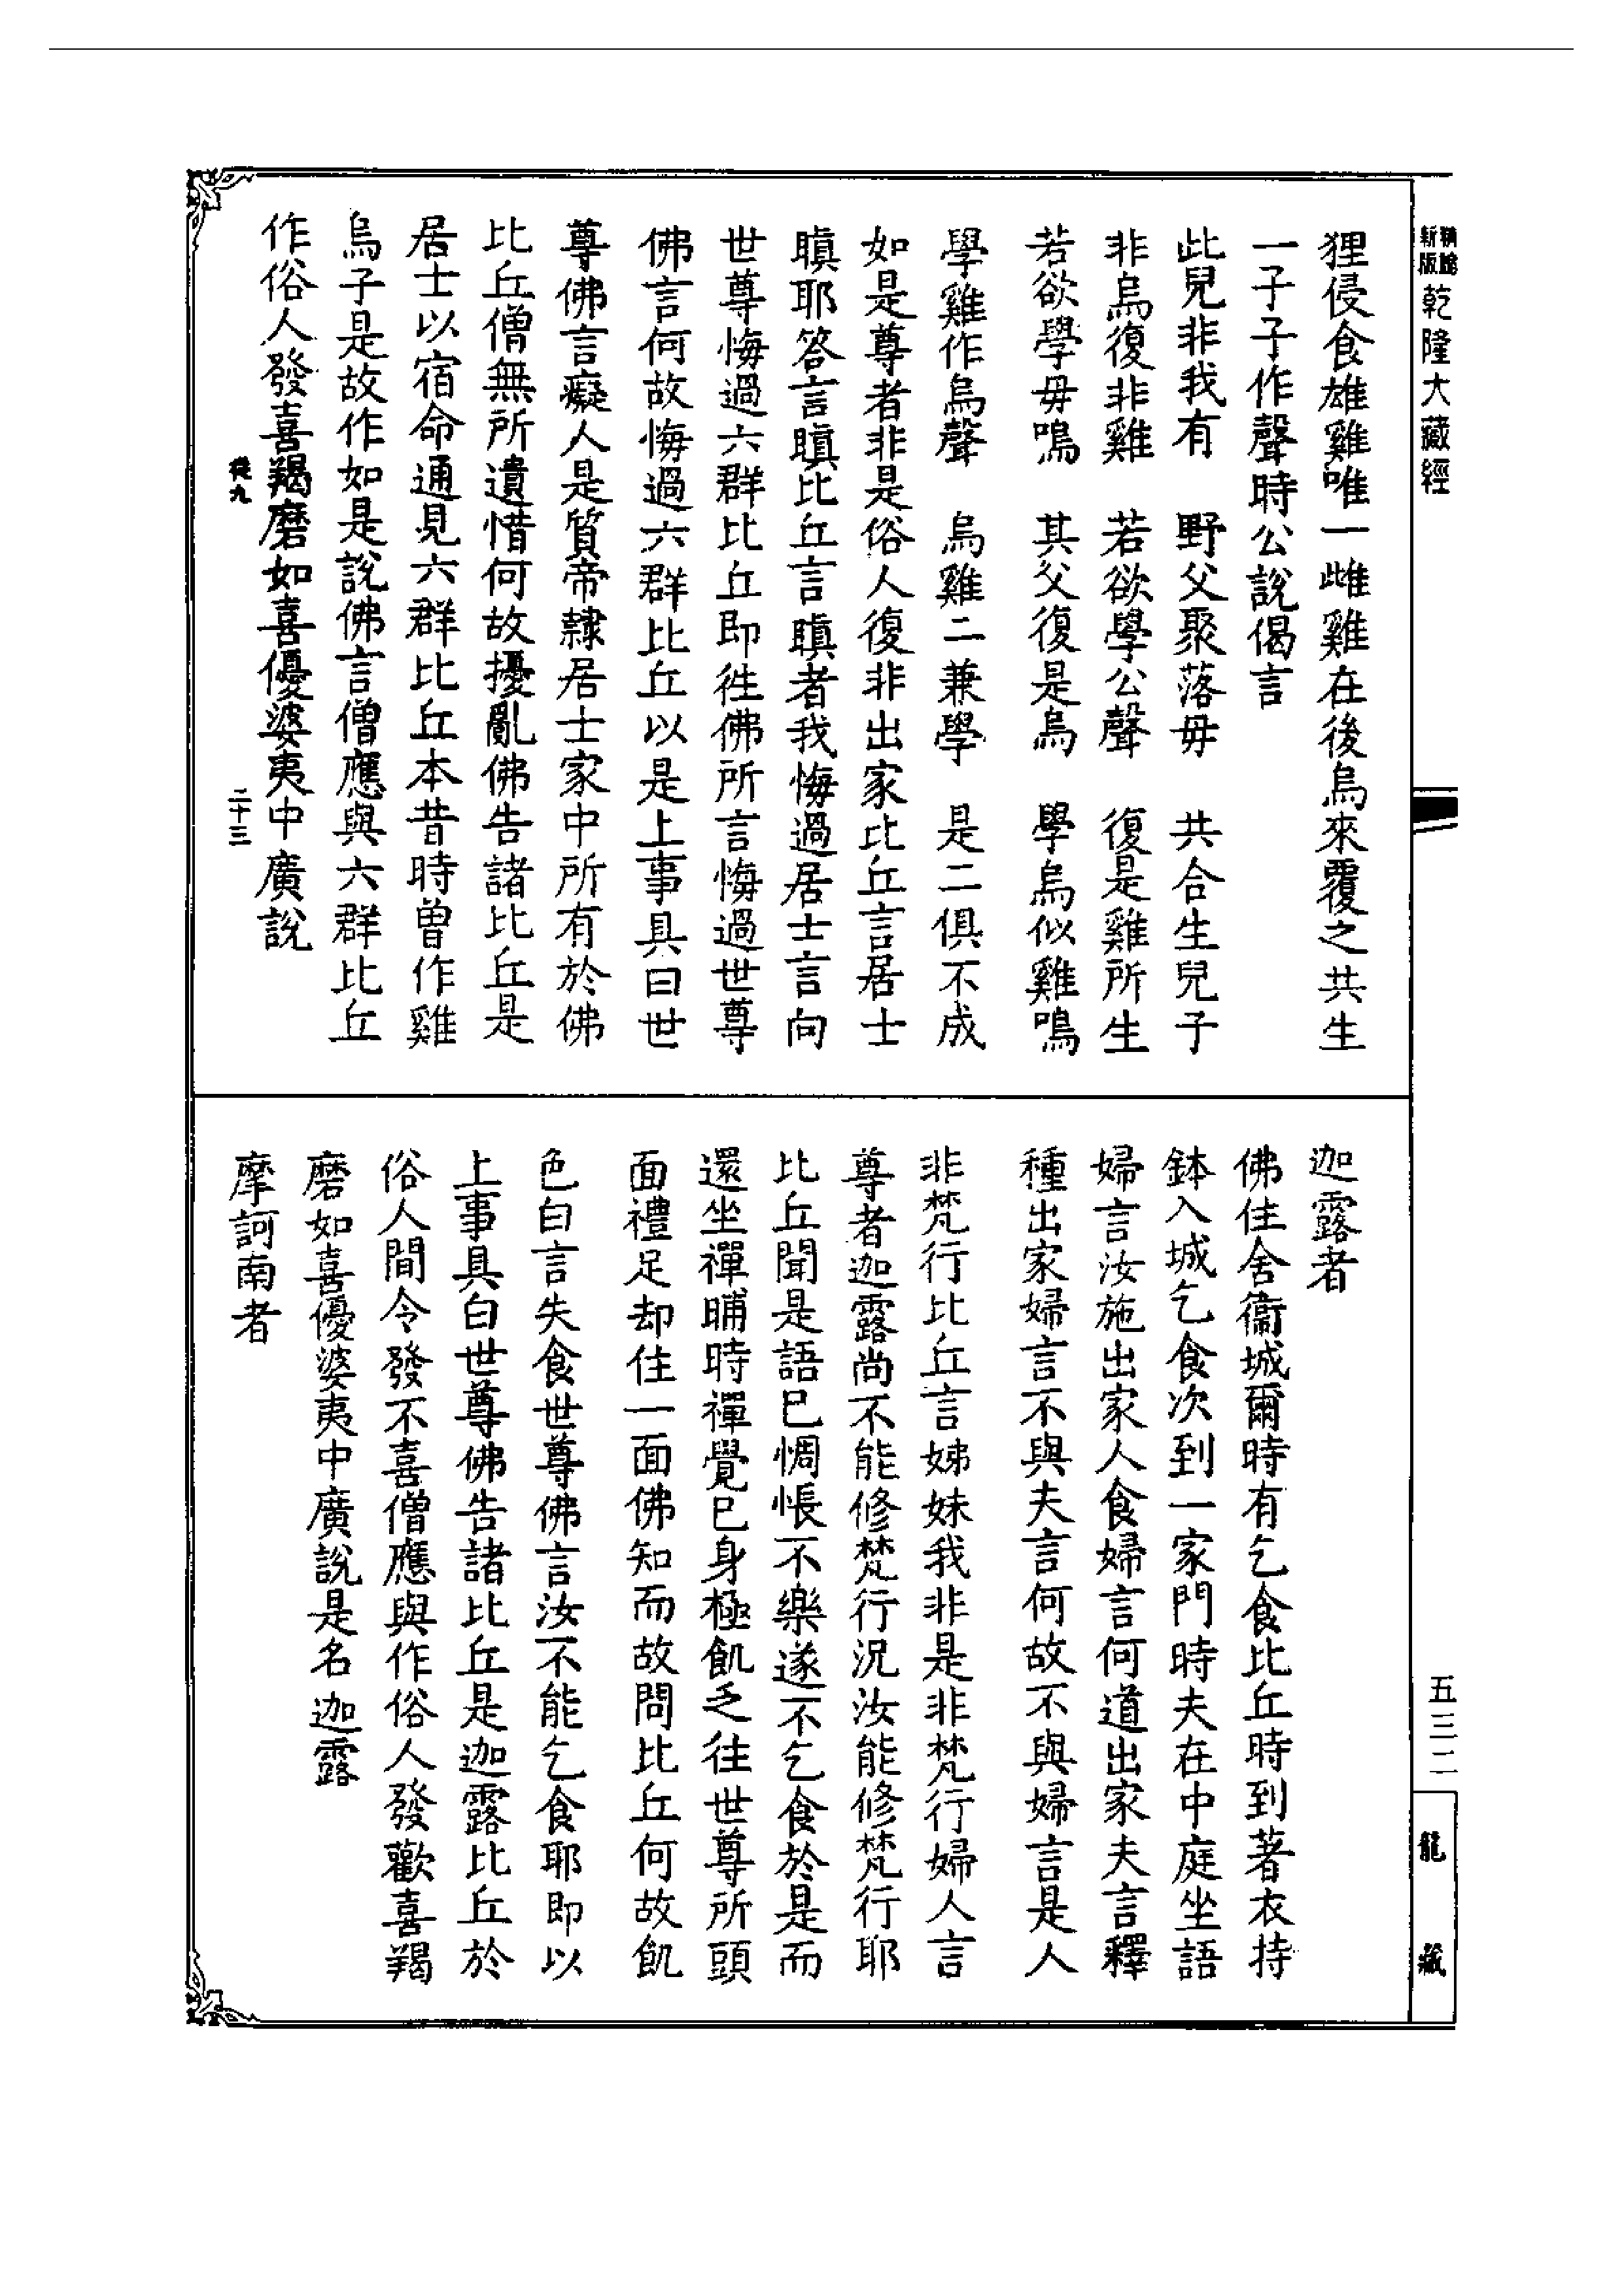 新版
乾隆大藏經
狸侵食雄雞唯一雌雞在後烏來覆之共生
一子子作聲時公說偈言
此兒非我有　野父聚落毋　共合生兒子
非烏復非雞　若欲學公聲　復是雞所生
若欲學毋鳴　其父復是烏　學烏似雞鳴
學雞作烏聲　烏雞二兼學　是二俱不成
如是尊者非是俗人復非出家比丘言居士
瞋耶答言瞋比丘言瞋者我悔過居士言向
世尊悔過六群比丘即往佛所言悔過世尊
佛言何故悔過六群比丘以是上事具白世
尊佛言癡人是質帝隸居士家中所有於佛
比丘僧無所遺惜何故擾亂佛告諸比丘是
居士以宿命通見六群比丘本昔時曾作雞
烏子是故作如是說佛言僧應與六群比丘
作俗人發喜羯磨如喜優婆夷中廣說
二十三
迦露者
佛住舍衛城爾時有乞食比丘時到著衣持
鉢入城乞食次到一家門時夫在中庭坐語
婦言汝施出家人食婦言何道出家夫言釋
種出家婦言不與夫言何故不與婦言是人
非梵行比丘言姊妹我非是非梵行婦人言
尊者迦露尚不能修梵行況汝能修梵行耶
比丘聞是語已惆悵不樂遂不乞食於是而
還坐禪晡時禪覺已身極飢乏往世尊所頭
面禮足却住一面佛知而故問比丘何故飢
色白言失食世尊佛言汝不能乞食耶即以
上事具白世尊佛告諸比丘是迦露比丘於
俗人間令發不喜僧應與作俗人發歡喜羯
磨如喜優婆夷中廣說是名迦露
摩訶南者
五三二
龍藏